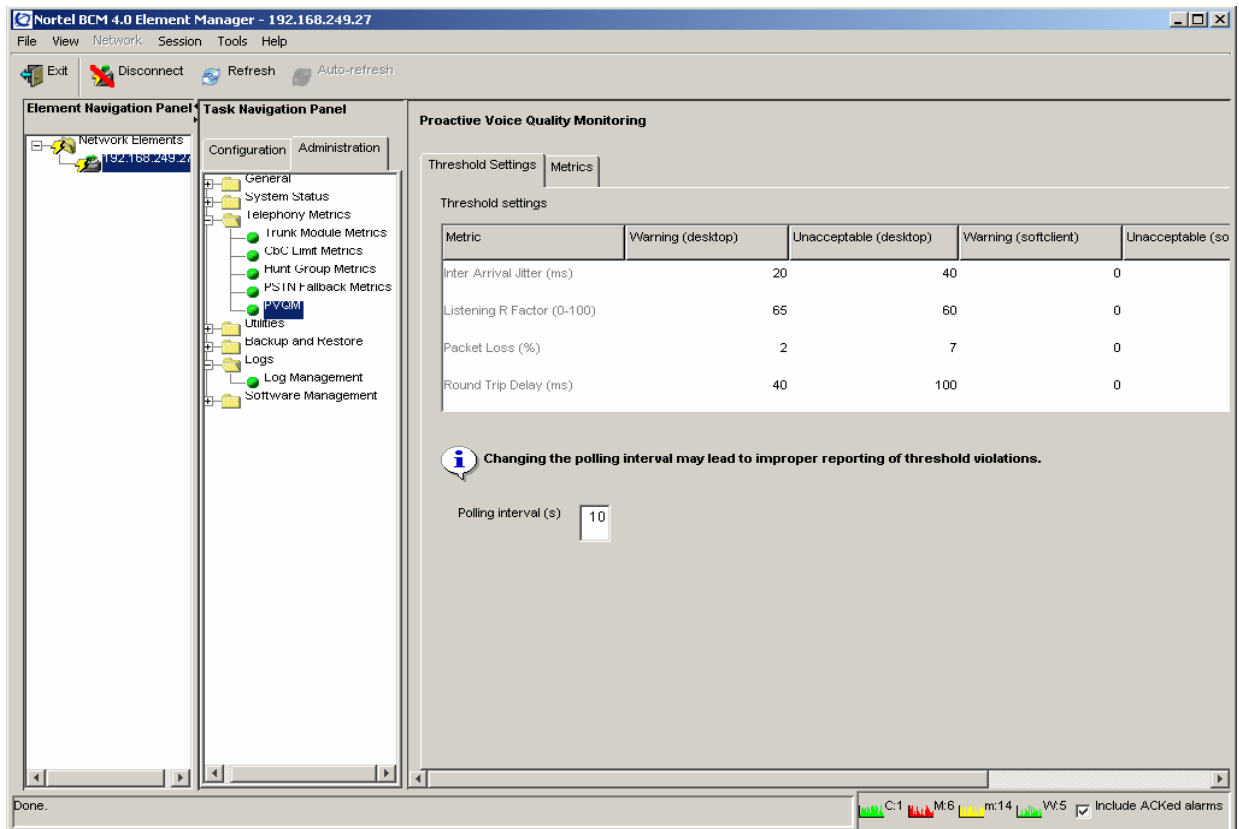 Nortel BCM 4.0 Element Manager - 192.168.249.27
File View Network Session Tools Help
Exit Disconnect Refresh Auto-refresh
Element Navigation Panel
Network Elements
192.168.249.27
Task Navigation Panel
Configuration Administration
General
System Status
Telephony Metrics
Trunk Module Metrics
CbC Limit Metrics
Hunt Group Metrics
PSTN Fallback Metrics
PVQM
Utilities
Backup and Restore
Logs
Log Management
Software Management
Proactive Voice Quality Monitoring
Threshold Settings Metrics
Threshold settings
Metric Warning (desktop) Unacceptable (desktop) Warning (softclient) Unacceptable (so
Inter Arrival Jitter (ms) 20 40 0
Listening R Factor (0-100) 65 60 0
Packet Loss (%) 2 7 0
Round Trip Delay (ms) 40 100 0
Changing the polling interval may lead to improper reporting of threshold violations.
Polling interval (s) 10
Done.
C:1 M:6 m:14 W:5 Include ACKed alarms